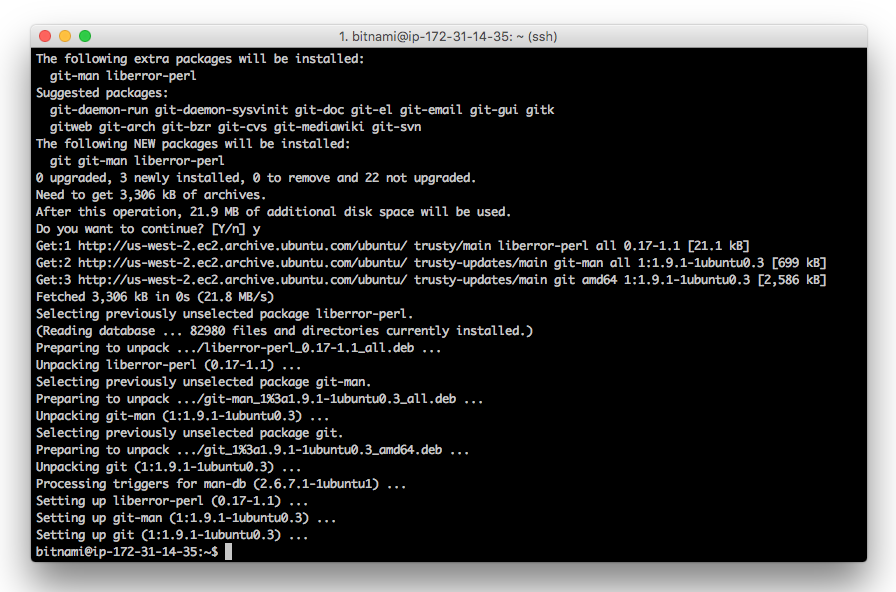 1. bitnami@ip-172-31-14-35: ~ (ssh)
The following extra packages will be installed:
  git-man liberror-perl
Suggested packages:
  git-daemon-run git-daemon-sysvinit git-doc git-el git-email git-gui gitk
  gitweb git-arch git-bzr git-cvs git-mediawiki git-svn
The following NEW packages will be installed:
  git git-man liberror-perl
0 upgraded, 3 newly installed, 0 to remove and 22 not upgraded.
Need to get 3,306 kB of archives.
After this operation, 21.9 MB of additional disk space will be used.
Do you want to continue? [Y/n] y
Get:1 http://us-west-2.ec2.archive.ubuntu.com/ubuntu/ trusty/main liberror-perl all 0.17-1.1 [21.1 kB]
Get:2 http://us-west-2.ec2.archive.ubuntu.com/ubuntu/ trusty-updates/main git-man all 1:1.9.1-1ubuntu0.3 [699 kB]
Get:3 http://us-west-2.ec2.archive.ubuntu.com/ubuntu/ trusty-updates/main git amd64 1:1.9.1-1ubuntu0.3 [2,586 kB]
Fetched 3,306 kB in 0s (21.8 MB/s)
Selecting previously unselected package liberror-perl.
(Reading database ... 82980 files and directories currently installed.)
Preparing to unpack .../liberror-perl_0.17-1.1_all.deb ...
Unpacking liberror-perl (0.17-1.1) ...
Selecting previously unselected package git-man.
Preparing to unpack .../git-man_1%3a1.9.1-1ubuntu0.3_all.deb ...
Unpacking git-man (1:1.9.1-1ubuntu0.3) ...
Selecting previously unselected package git.
Preparing to unpack .../git_1%3a1.9.1-1ubuntu0.3_amd64.deb ...
Unpacking git (1:1.9.1-1ubuntu0.3) ...
Processing triggers for man-db (2.6.7.1-1ubuntu1) ...
Setting up liberror-perl (0.17-1.1) ...
Setting up git-man (1:1.9.1-1ubuntu0.3) ...
Setting up git (1:1.9.1-1ubuntu0.3) ...
bitnami@ip-172-31-14-35:~$